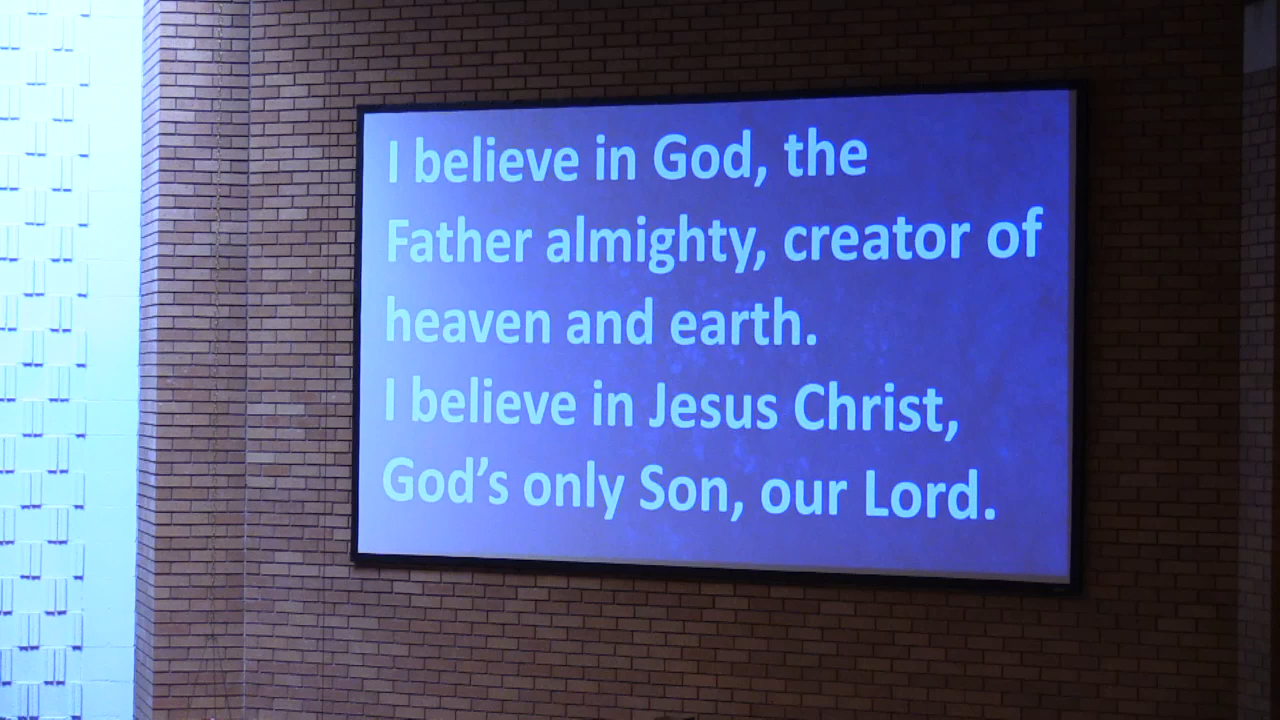 I believe in God, the
Father almighty, creator of
heaven and earth.
I believe in Jesus Christ,
God’s only Son, our Lord.